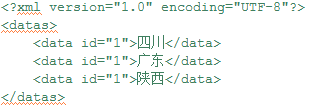 <?xml version="1.0" encoding="UTF-8"?>
<datas>
<data id="1">四川</data>
<data id="1">广东</data>
<data id="1">陕西</data>
</datas>